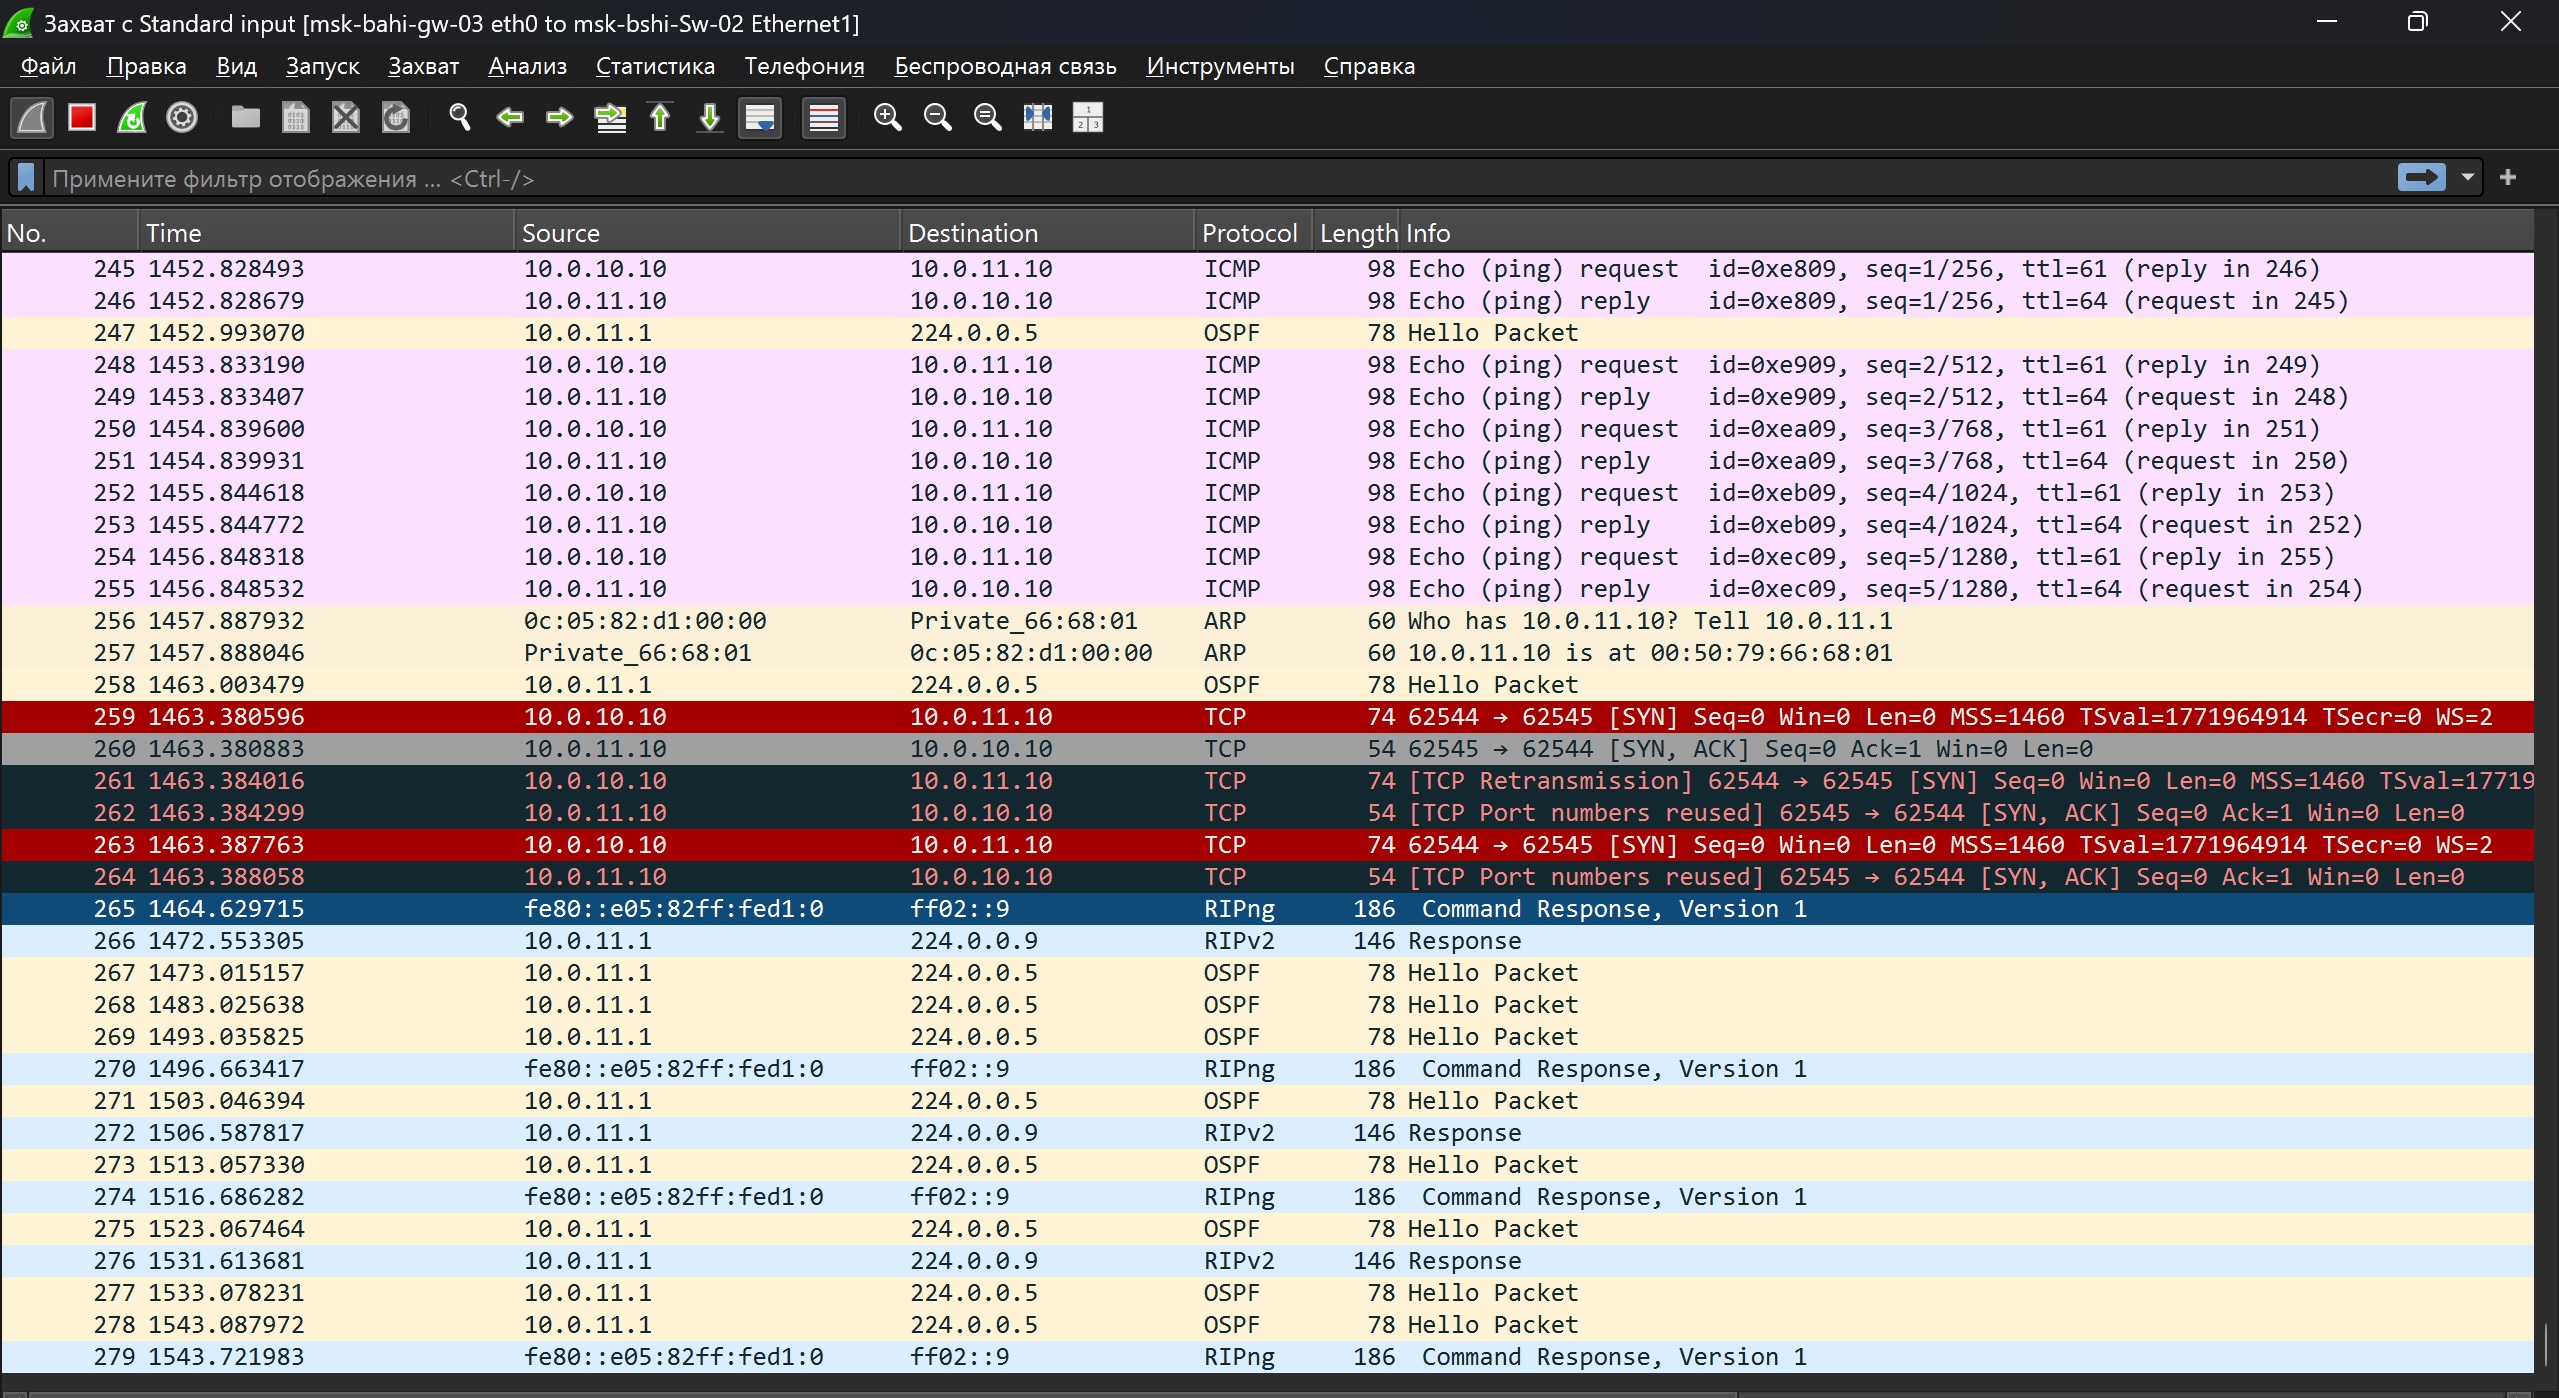 Захват с Standard input [msk-bahi-gw-03 eth0 to msk-bshi-Sw-02 Ethernet1]
Файл Правка Вид Запуск Захват Анализ Статистика Телефония Беспроводная связь Инструменты Справка
Примените фильтр отображения ... <Ctrl-/>
No. Time Source Destination Protocol Length Info
245 1452.828493 10.0.10.10 10.0.11.10 ICMP 98 Echo (ping) request id=0xe809, seq=1/256, ttl=61 (reply in 246)
246 1452.828679 10.0.11.10 10.0.10.10 ICMP 98 Echo (ping) reply id=0xe809, seq=1/256, ttl=64 (request in 245)
247 1452.993070 10.0.11.1 224.0.0.5 OSPF 78 Hello Packet
248 1453.833190 10.0.10.10 10.0.11.10 ICMP 98 Echo (ping) request id=0xe909, seq=2/512, ttl=61 (reply in 249)
249 1453.833407 10.0.11.10 10.0.10.10 ICMP 98 Echo (ping) reply id=0xe909, seq=2/512, ttl=64 (request in 248)
250 1454.839600 10.0.10.10 10.0.11.10 ICMP 98 Echo (ping) request id=0xea09, seq=3/768, ttl=61 (reply in 251)
251 1454.839931 10.0.11.10 10.0.10.10 ICMP 98 Echo (ping) reply id=0xea09, seq=3/768, ttl=64 (request in 250)
252 1455.844618 10.0.10.10 10.0.11.10 ICMP 98 Echo (ping) request id=0xeb09, seq=4/1024, ttl=61 (reply in 253)
253 1455.844772 10.0.11.10 10.0.10.10 ICMP 98 Echo (ping) reply id=0xeb09, seq=4/1024, ttl=64 (request in 252)
254 1456.848318 10.0.10.10 10.0.11.10 ICMP 98 Echo (ping) request id=0xec09, seq=5/1280, ttl=61 (reply in 255)
255 1456.848532 10.0.11.10 10.0.10.10 ICMP 98 Echo (ping) reply id=0xec09, seq=5/1280, ttl=64 (request in 254)
256 1457.887932 0c:05:82:d1:00:00 Private_66:68:01 ARP 60 Who has 10.0.11.10? Tell 10.0.11.1
257 1457.888046 Private_66:68:01 0c:05:82:d1:00:00 ARP 60 10.0.11.10 is at 00:50:79:66:68:01
258 1463.003479 10.0.11.1 224.0.0.5 OSPF 78 Hello Packet
259 1463.380596 10.0.10.10 10.0.11.10 TCP 74 62544 → 62545 [SYN] Seq=0 Win=0 Len=0 MSS=1460 TSval=1771964914 TSecr=0 WS=2
260 1463.380883 10.0.11.10 10.0.10.10 TCP 54 62545 → 62544 [SYN, ACK] Seq=0 Ack=1 Win=0 Len=0
261 1463.384016 10.0.10.10 10.0.11.10 TCP 74 [TCP Retransmission] 62544 → 62545 [SYN] Seq=0 Win=0 Len=0 MSS=1460 TSval=17719
262 1463.384299 10.0.11.10 10.0.10.10 TCP 54 [TCP Port numbers reused] 62545 → 62544 [SYN, ACK] Seq=0 Ack=1 Win=0 Len=0
263 1463.387763 10.0.10.10 10.0.11.10 TCP 74 62544 → 62545 [SYN] Seq=0 Win=0 Len=0 MSS=1460 TSval=1771964914 TSecr=0 WS=2
264 1463.388058 10.0.11.10 10.0.10.10 TCP 54 [TCP Port numbers reused] 62545 → 62544 [SYN, ACK] Seq=0 Ack=1 Win=0 Len=0
265 1464.629715 fe80::e05:82ff:fed1:0 ff02::9 RIPng 186 Command Response, Version 1
266 1472.553305 10.0.11.1 224.0.0.9 RIPv2 146 Response
267 1473.015157 10.0.11.1 224.0.0.5 OSPF 78 Hello Packet
268 1483.025638 10.0.11.1 224.0.0.5 OSPF 78 Hello Packet
269 1493.035825 10.0.11.1 224.0.0.5 OSPF 78 Hello Packet
270 1496.663417 fe80::e05:82ff:fed1:0 ff02::9 RIPng 186 Command Response, Version 1
271 1503.046394 10.0.11.1 224.0.0.5 OSPF 78 Hello Packet
272 1506.587817 10.0.11.1 224.0.0.9 RIPv2 146 Response
273 1513.057330 10.0.11.1 224.0.0.5 OSPF 78 Hello Packet
274 1516.686282 fe80::e05:82ff:fed1:0 ff02::9 RIPng 186 Command Response, Version 1
275 1523.067464 10.0.11.1 224.0.0.5 OSPF 78 Hello Packet
276 1531.613681 10.0.11.1 224.0.0.9 RIPv2 146 Response
277 1533.078231 10.0.11.1 224.0.0.5 OSPF 78 Hello Packet
278 1543.087972 10.0.11.1 224.0.0.5 OSPF 78 Hello Packet
279 1543.721983 fe80::e05:82ff:fed1:0 ff02::9 RIPng 186 Command Response, Version 1